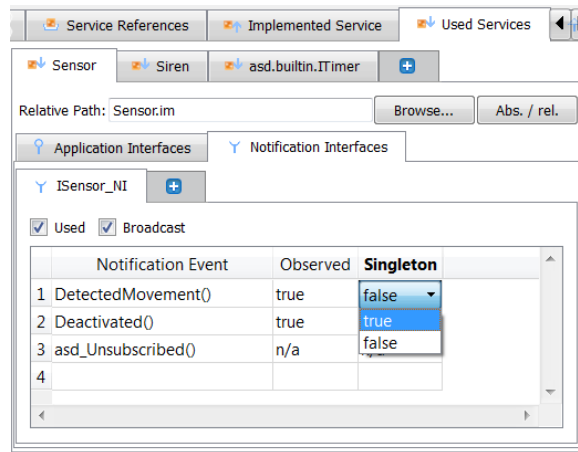 Service References Implemented Service Used Services
Sensor Siren asd.builtin.ITimer
Relative Path: Sensor.im Browse... Abs. / rel.
Application Interfaces Notification Interfaces
ISensor_NI
Used Broadcast
Notification Event Observed Singleton
1 DetectedMovement() true false
2 Deactivated() true true
false
3 asd_Unsubscribed() n/a
4